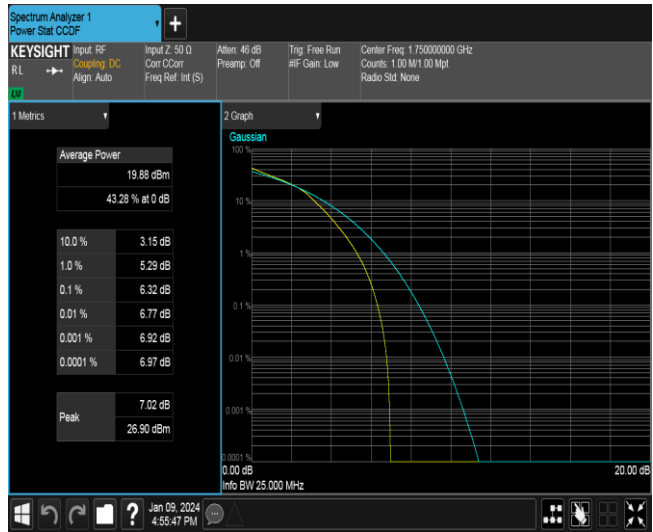 Spectrum Analyzer 1
Power Stat CCDF
+
KEYSIGHT
RL
Input: RF
Coupling: DC
Align: Auto
Input Z: 50 Ω
Corr CCorr
Freq Ref: Int (S)
Atten: 46 dB
Preamp: Off
Trig: Free Run
#IF Gain: Low
Center Freq: 1.750000000 GHz
Counts: 1.00 M/1.00 Mpt
Radio Std: None
LXI
1 Metrics
Average Power
19.88 dBm
43.28 % at 0 dB
10.0 % 3.15 dB
1.0 % 5.29 dB
0.1 % 6.32 dB
0.01 % 6.77 dB
0.001 % 6.92 dB
0.0001 % 6.97 dB
Peak
7.02 dB
26.90 dBm
2 Graph
Gaussian
100 %
10 %
1 %
0.1 %
0.01 %
0.001 %
0.0001 %
0.00 dB 20.00 dB
Info BW 25.000 MHz
?
Jan 09, 2024
4:55:47 PM